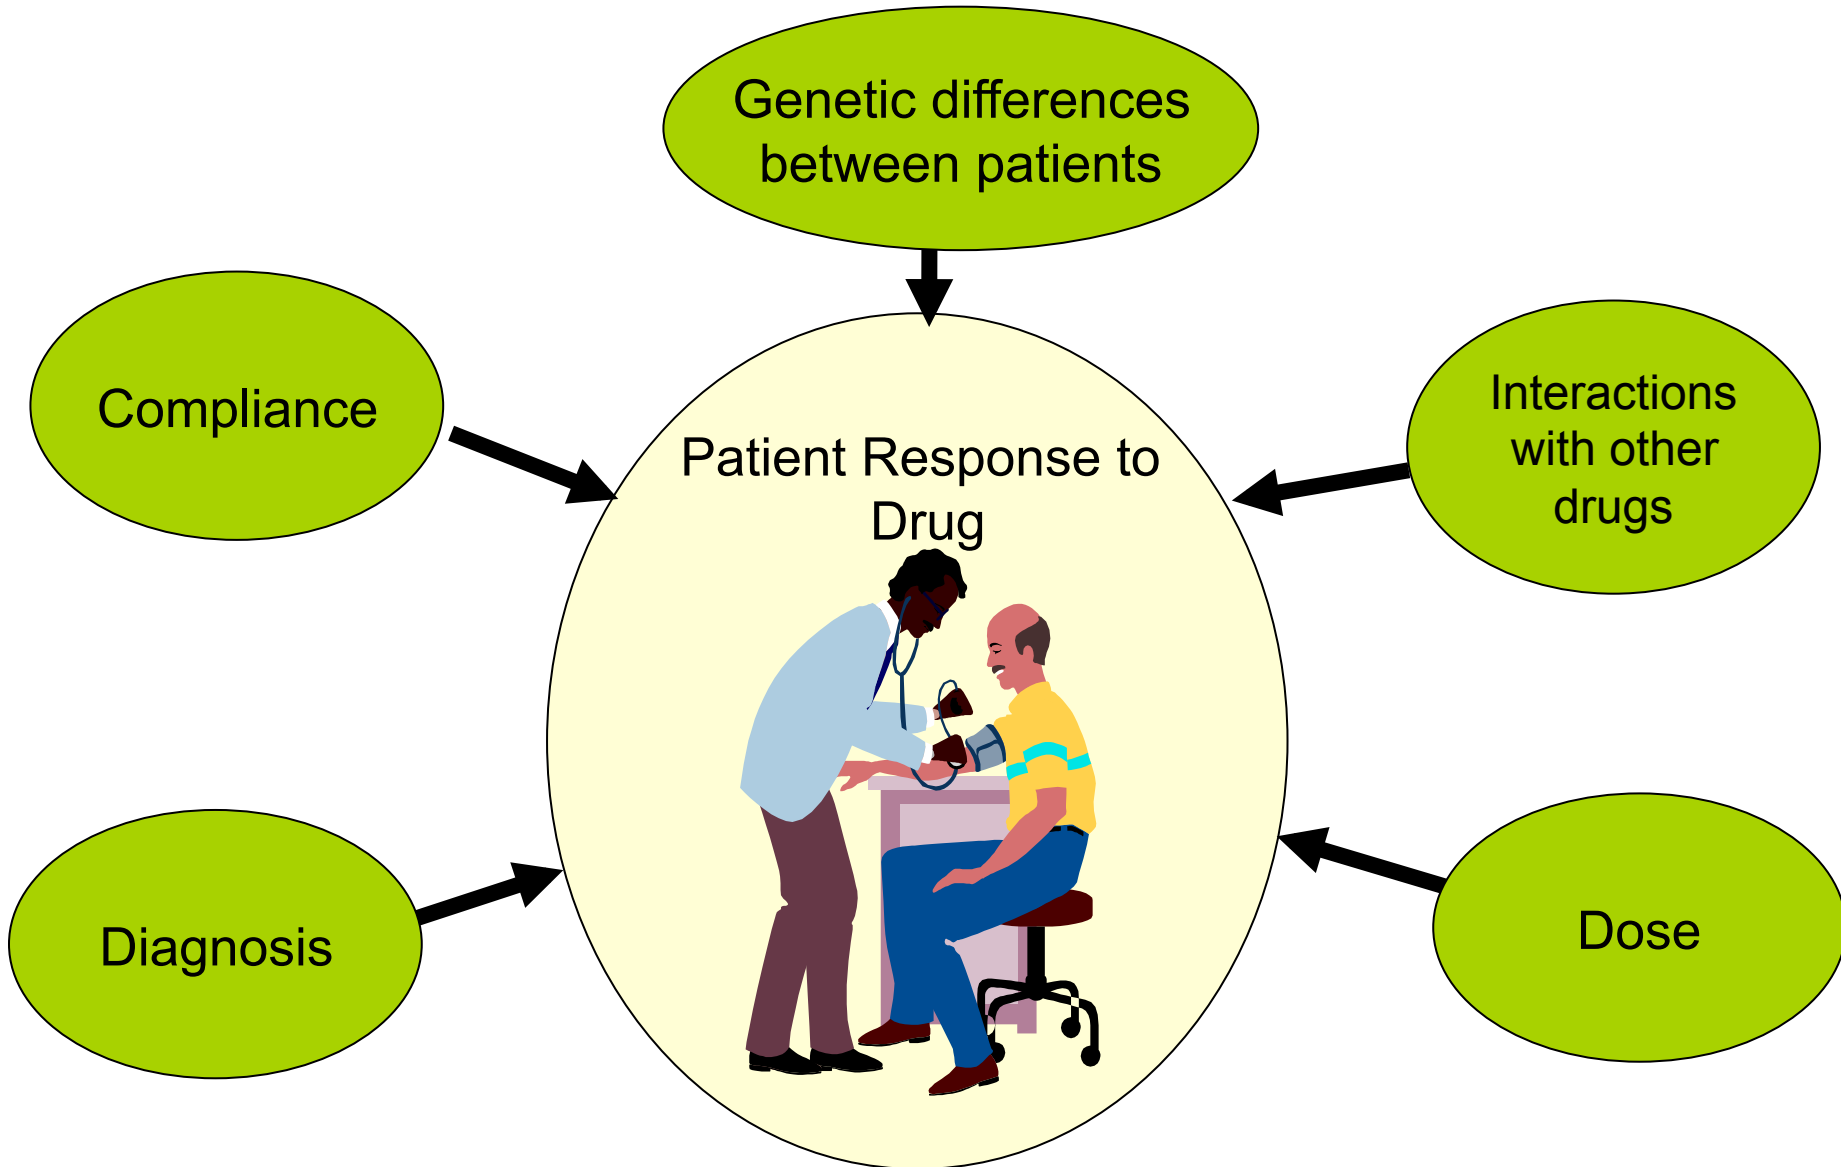 Genetic differences
between patients
Compliance
Interactions
with other
drugs
Patient Response to
Drug
Diagnosis
Dose